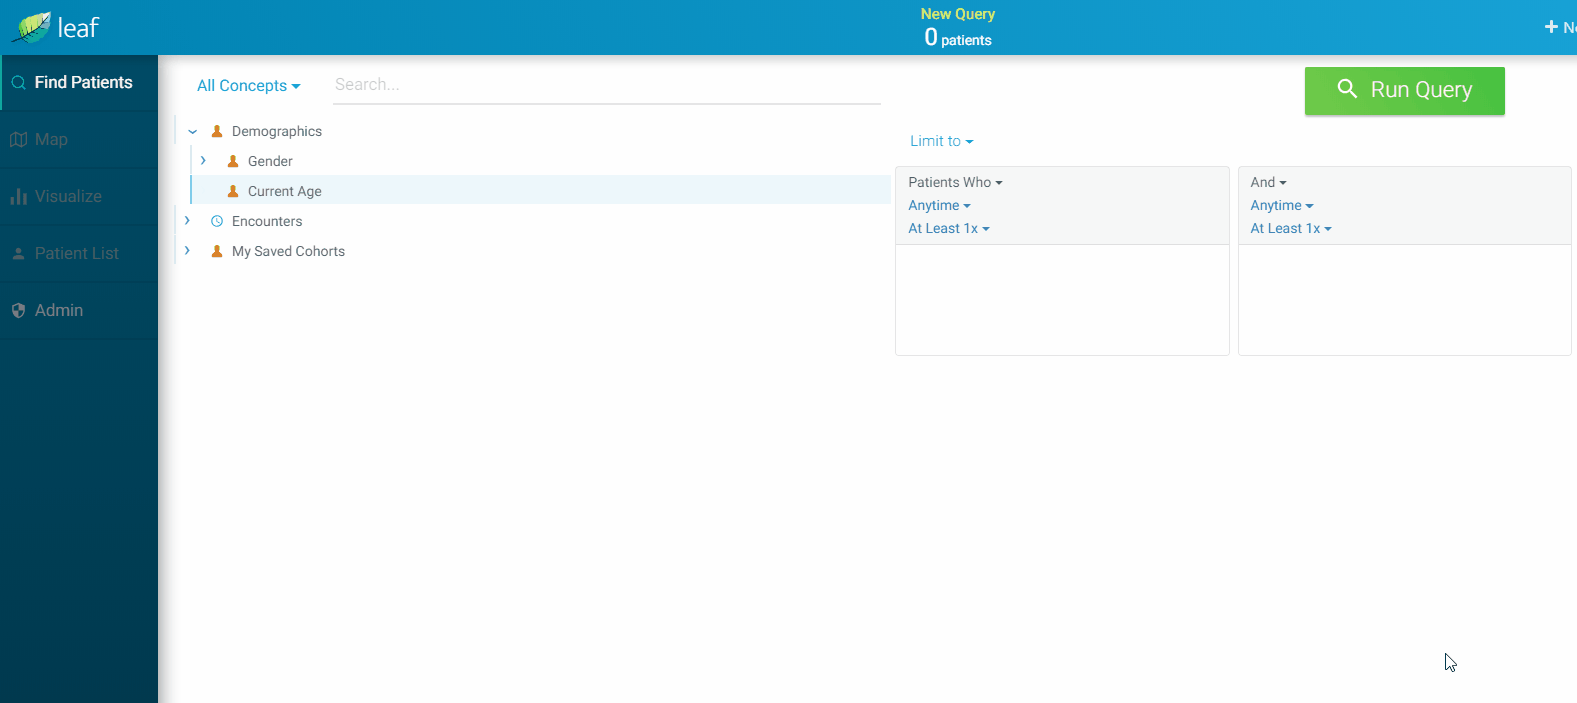 leaf
New Query
0 patients
Find Patients
Map
Visualize
Patient List
Admin
All Concepts
Search...
Run Query
Demographics
Gender
Current Age
Encounters
My Saved Cohorts
Limit to
Patients Who
Anytime
At Least 1x
And
Anytime
At Least 1x